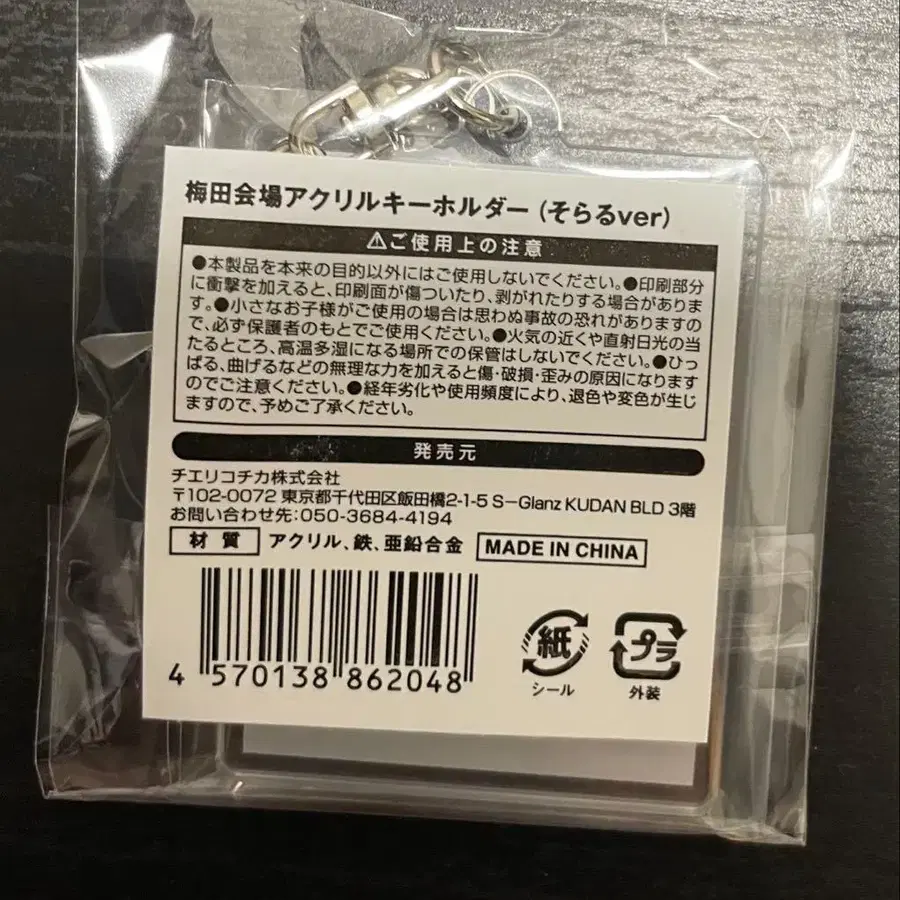 梅田会場アクリルキーホルダー (そらるver)
⚠ご使用上の注意
●本製品を本来の目的以外にはご使用しないでください。●印刷部分
に衝撃を加えると、印刷面が傷ついたり、剥がれたりする場合がありま
す。●小さなお子様がご使用の場合は思わぬ事故の恐れがありますの
で、必ず保護者のもとでご使用ください。●火気の近くや直射日光の当
たるところ、高温多湿になる場所での保管はしないでください。●ひっ
ぱる、曲げるなどの無理な力を加えると傷・破損・歪みの原因になります
のでご注意ください。●経年劣化や使用頻度により、退色や変色が生じ
ますので、予めご了承ください。
発売元
チエリコチカ株式会社
〒102-0072 東京都千代田区飯田橋2-1-5 S-Glanz KUDAN BLD 3階
お問い合わせ先:050-3684-4194
材質 アクリル、鉄、亜鉛合金 MADE IN CHINA
4 570138 862048
紙 プラ
シール 外装